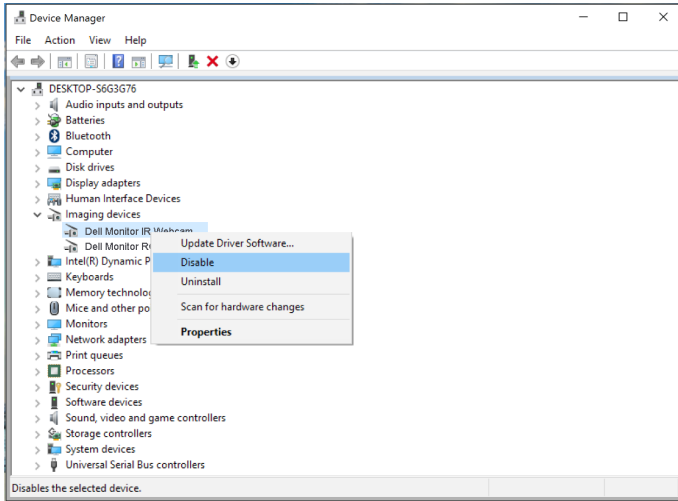 Device Manager
File Action View Help
DESKTOP-S6G3G76
Audio inputs and outputs
Batteries
Bluetooth
Computer
Disk drives
Display adapters
Human Interface Devices
Imaging devices
Dell Monitor IR Webcam
Dell Monitor
Intel(R) Dynamic
Keyboards
Memory
Mice and other
Monitors
Network adapters
Print queues
Processors
Security devices
Software devices
Sound, video and game controllers
Storage controllers
System devices
Universal Serial Bus controllers
Update Driver Software...
Disable
Uninstall
Scan for hardware changes
Properties
Disables the selected device.